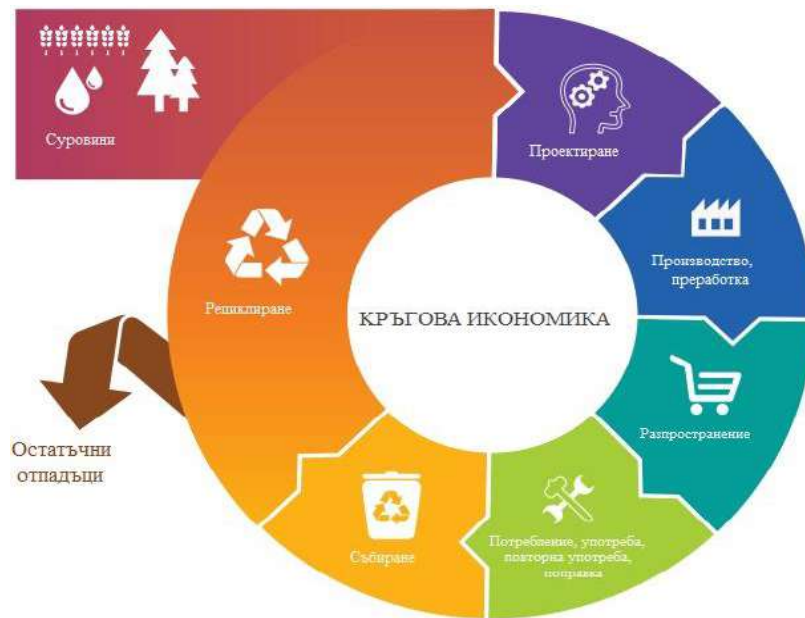 Суровини
Проектиране
Производство,
преработка
Рециклиране
КРЪГОВА ИКОНОМИКА
Разпространение
Остатъчни
отпадъци
Потребление, употреба,
повторна употреба,
поправка
Събиране